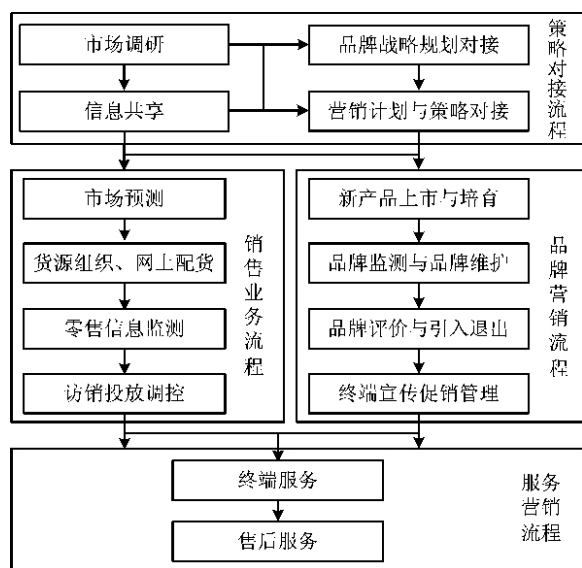 市场调研
品牌战略规划对接
信息共享
营销计划与策略对接
策略对接流程
市场预测
货源组织、网上配货
零售信息监测
访销投放调控
销售业务流程
新产品上市与培育
品牌监测与品牌维护
品牌评价与引入退出
终端宣传促销管理
品牌营销流程
终端服务
售后服务
服务
营销
流程